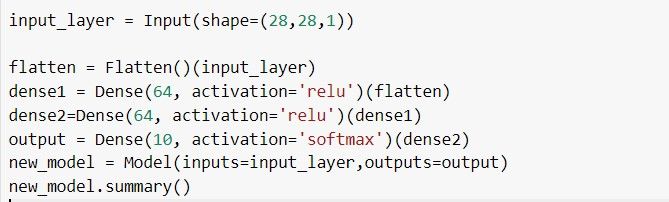 input_layer = Input(shape=(28,28,1))
flatten = Flatten()(input_layer)
dense1 = Dense(64, activation='relu')(flatten)
dense2=Dense(64, activation='relu')(dense1)
output = Dense(10, activation='softmax')(dense2)
new_model = Model(inputs=input_layer,outputs=output)
new_model.summary()